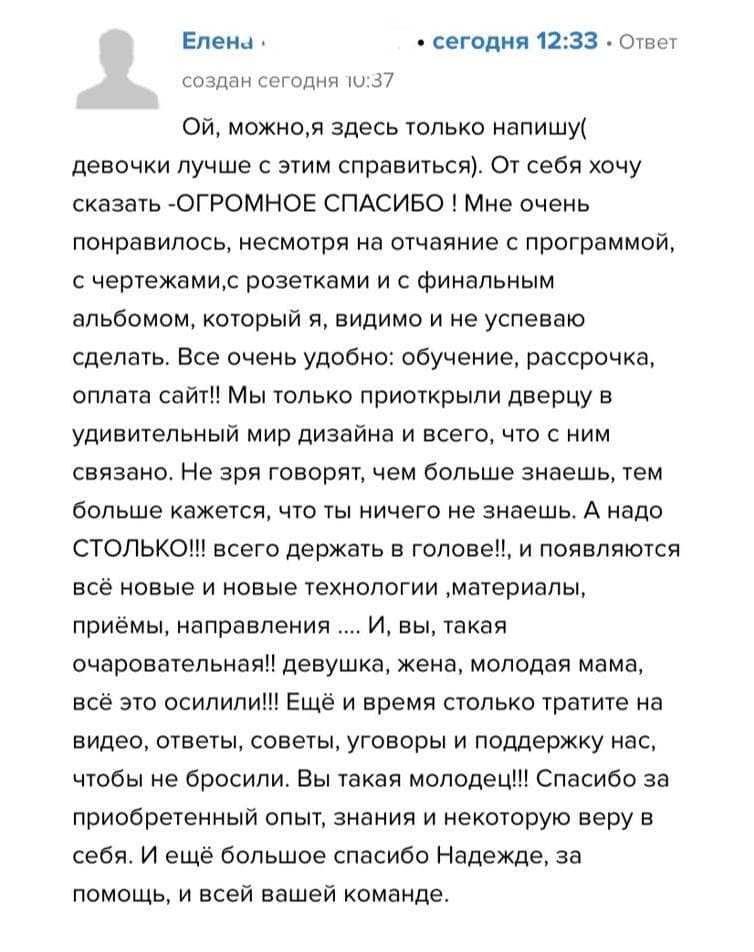 Елена • сегодня 12:33 • Ответ
создан сегодня 10:37
Ой, можно,я здесь только напишу(
девочки лучше с этим справиться). От себя хочу
сказать -ОГРОМНОЕ СПАСИБО ! Мне очень
понравилось, несмотря на отчаяние с программой,
с чертежами,с розетками и с финальным
альбомом, который я, видимо и не успеваю
сделать. Все очень удобно: обучение, рассрочка,
оплата сайт!! Мы только приоткрыли дверцу в
удивительный мир дизайна и всего, что с ним
связано. Не зря говорят, чем больше знаешь, тем
больше кажется, что ты ничего не знаешь. А надо
СТОЛЬКО!!! всего держать в голове!!, и появляются
всё новые и новые технологии ,материалы,
приёмы, направления .... И, вы, такая
очаровательная!! девушка, жена, молодая мама,
всё это осилили!!! Ещё и время столько тратите на
видео, ответы, советы, уговоры и поддержку нас,
чтобы не бросили. Вы такая молодец!!! Спасибо за
приобретенный опыт, знания и некоторую веру в
себя. И ещё большое спасибо Надежде, за
помощь, и всей вашей команде.